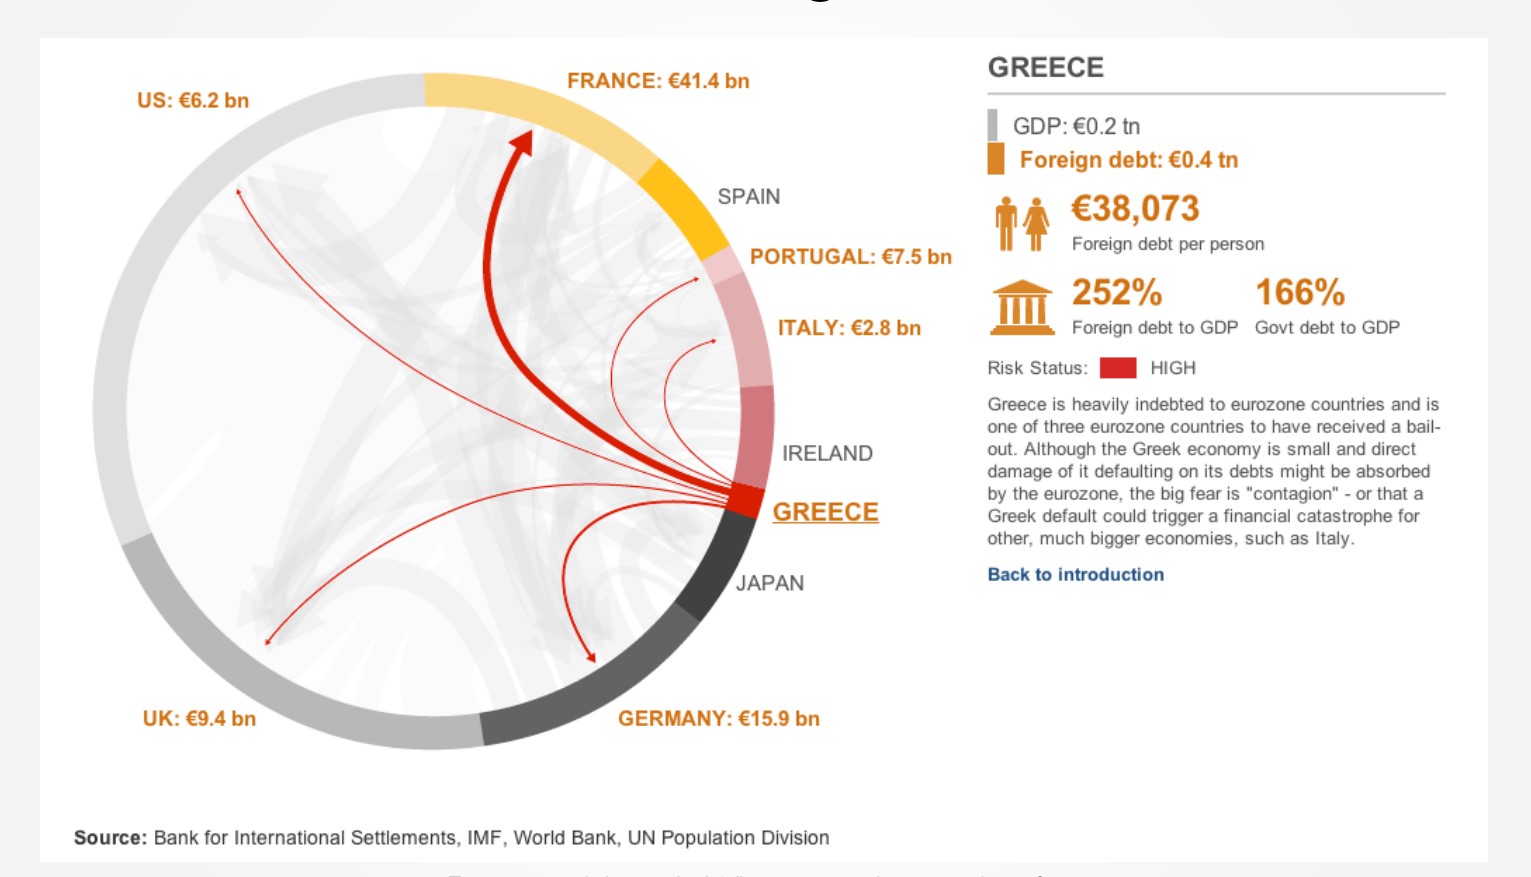 US: €6.2 bn
FRANCE: €41.4 bn
SPAIN
PORTUGAL: €7.5 bn
ITALY: €2.8 bn
IRELAND
GREECE
JAPAN
GERMANY: €15.9 bn
UK: €9.4 bn
GREECE
GDP: €0.2 tn
Foreign debt: €0.4 tn
€38,073
Foreign debt per person
252% 166%
Foreign debt to GDP Govt debt to GDP
Risk Status: HIGH
Greece is heavily indebted to eurozone countries and is
one of three eurozone countries to have received a bail-
out. Although the Greek economy is small and direct
damage of it defaulting on its debts might be absorbed
by the eurozone, the big fear is "contagion" - or that a
Greek default could trigger a financial catastrophe for
other, much bigger economies, such as Italy.
Back to introduction
Source: Bank for International Settlements, IMF, World Bank, UN Population Division